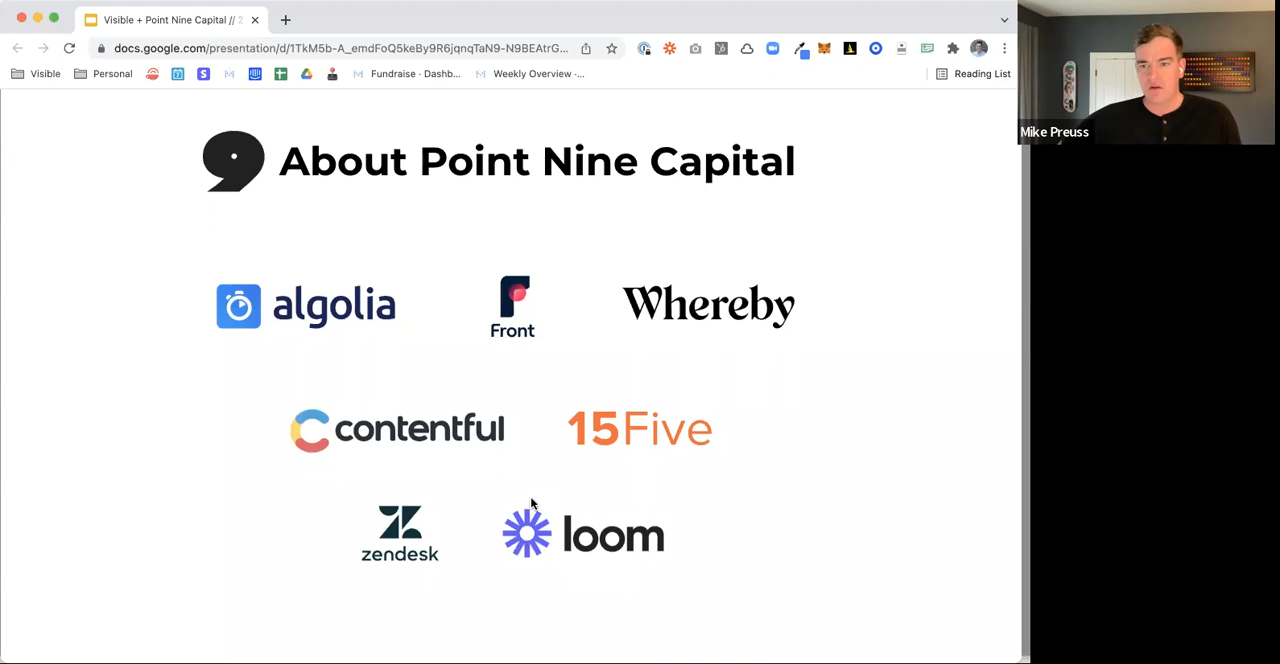 Visible + Point Nine Capital // 2
docs.google.com/presentation/d/1TkM5b-A_emdFoQ5keBy9R6jqnqTaN9-N9BEAtrG...
Visible Personal Fundraise · Dashb... Weekly Overview ·... Reading List
Mike Preuss
9 About Point Nine Capital
algolia Front Whereby
contentful 15Five
zendesk loom